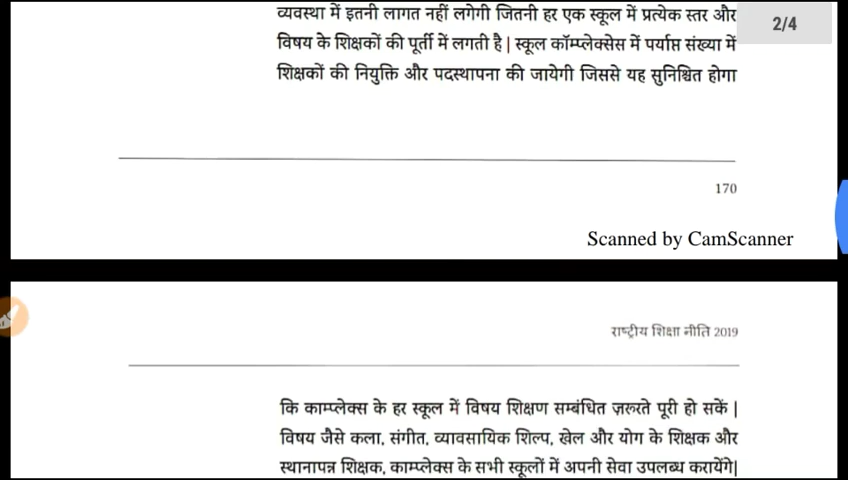 व्यवस्था में इतनी लागत नहीं लगेगी जितनी हर एक स्कूल में प्रत्येक स्तर और
2/4
विषय के शिक्षकों की पूर्ती में लगती है| स्कूल कॉम्प्लेक्सेस में पर्याप्त संख्या में
शिक्षकों की नियुक्ति और पदस्थापना की जायेगी जिससे यह सुनिश्चित होगा
170
Scanned by CamScanner
राष्ट्रीय शिक्षा नीति 2019
कि काम्प्लेक्स के हर स्कूल में विषय शिक्षण सम्बंधित ज़रूरते पूरी हो सकें |
विषय जैसे कला, संगीत, व्यावसायिक शिल्प, खेल और योग के शिक्षक और
स्थानापन्न शिक्षक, काम्प्लेक्स के सभी स्कूलों में अपनी सेवा उपलब्ध करायेंगे|